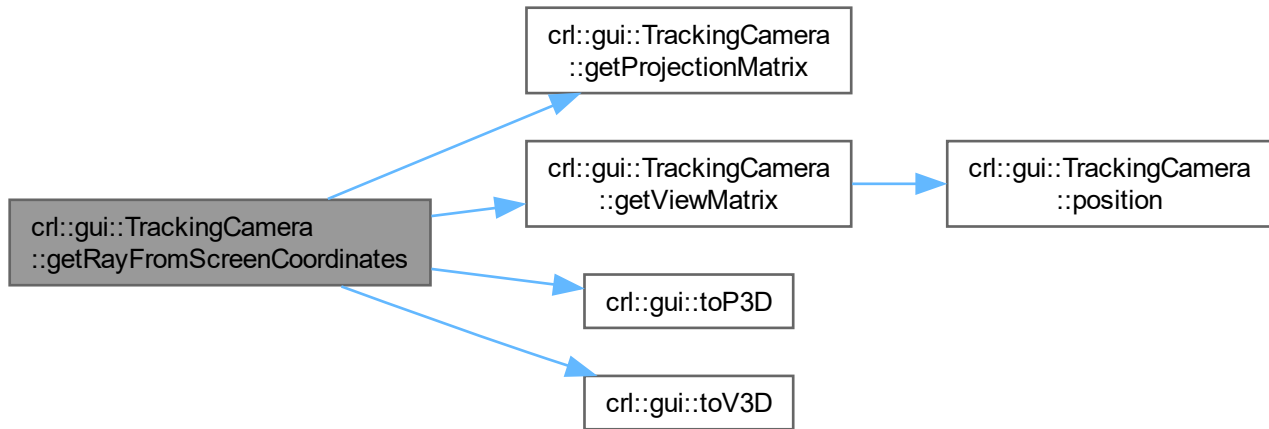 crl::gui::TrackingCamera
::getRayFromScreenCoordinates
crl::gui::TrackingCamera
::getProjectionMatrix
crl::gui::TrackingCamera
::getViewMatrix
crl::gui::TrackingCamera
::position
crl::gui::toP3D
crl::gui::toV3D